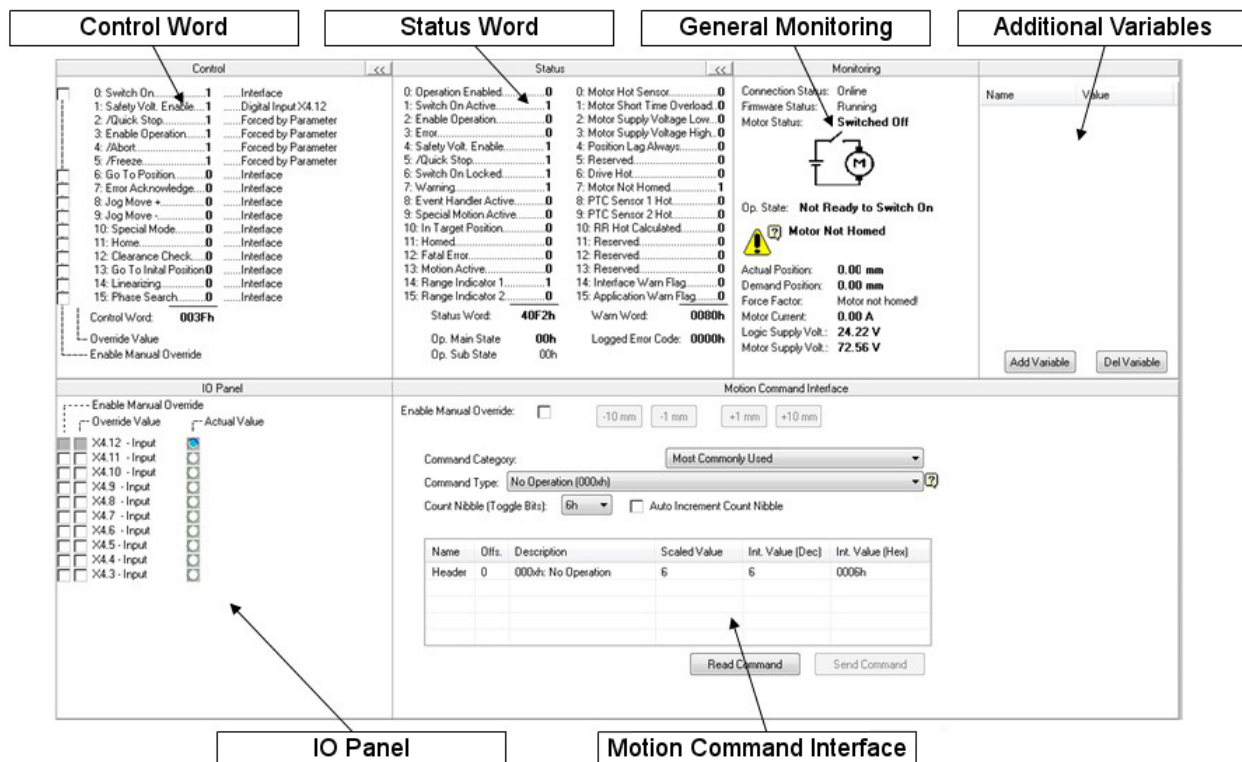 Control Word
Status Word
General Monitoring
Additional Variables
Control
<<
0: Switch On..............1 ......Interface
1: Safety Volt. Enable...1 ......Digital Input X4.12
2: /Quick Stop............1 ......Forced by Parameter
3: Enable Operation.....1 ......Forced by Parameter
4: /Abort..................1 ......Forced by Parameter
5: /Freeze................1 ......Forced by Parameter
6: Go To Position.......0 ......Interface
7: Error Acknowledge....0 ......Interface
8: Jog Move +...........0 ......Interface
9: Jog Move -............0 ......Interface
10: Special Mode........0 ......Interface
11: Home.................0 ......Interface
12: Clearance Check....0 ......Interface
13: Go To Inital Position 0 ......Interface
14: Linearizing............0 ......Interface
15: Phase Search........0 ......Interface
Control Word: 003Fh
Override Value
Enable Manual Override
Status
<<
0: Operation Enabled.....0
1: Switch On Active.......1
2: Enable Operation.......0
3: Error.....................0
4: Safety Volt. Enable.....1
5: /Quick Stop.............1
6: Switch On Locked......1
7: Warning.................1
8: Event Handler Active...0
9: Special Motion Active...0
10: In Target Position......0
11: Homed..................0
12: Fatal Error..............0
13: Motion Active..........0
14: Range Indicator 1......1
15: Range Indicator 2......0
Status Word: 40F2h
Op. Main State 00h
Op. Sub State 00h
0: Motor Hot Sensor........0
1: Motor Short Time Overload..0
2: Motor Supply Voltage Low...0
3: Motor Supply Voltage High..0
4: Position Lag Always......0
5: Reserved................0
6: Drive Hot................0
7: Motor Not Homed.........1
8: PTC Sensor 1 Hot........0
9: PTC Sensor 2 Hot........0
10: RR Hot Calculated......0
11: Reserved...............0
12: Reserved...............0
13: Reserved...............0
14: Interface Warn Flag.....0
15: Application Warn Flag...0
Warn Word: 0080h
Logged Error Code: 0000h
Monitoring
Connection Status: Online
Firmware Status: Running
Motor Status: Switched Off
M
Op. State: Not Ready to Switch On
Motor Not Homed
Actual Position: 0.00 mm
Demand Position: 0.00 mm
Force Factor: Motor not homed!
Motor Current: 0.00 A
Logic Supply Volt.: 24.22 V
Motor Supply Volt.: 72.56 V
Name Value
Add Variable Del Variable
IO Panel
Enable Manual Override
Override Value Actual Value
X4.12 - Input
X4.11 - Input
X4.10 - Input
X4.9 - Input
X4.8 - Input
X4.7 - Input
X4.6 - Input
X4.5 - Input
X4.4 - Input
X4.3 - Input
Motion Command Interface
Enable Manual Override: -10 mm -1 mm +1 mm +10 mm
Command Category: Most Commonly Used
Command Type: No Operation (000xh) ?
Count Nibble (Toggle Bits): 6h Auto Increment Count Nibble
Name Offs. Description Scaled Value Int. Value (Dec) Int. Value (Hex)
Header 0 000xh: No Operation 6 6 0006h
Read Command Send Command
IO Panel
Motion Command Interface